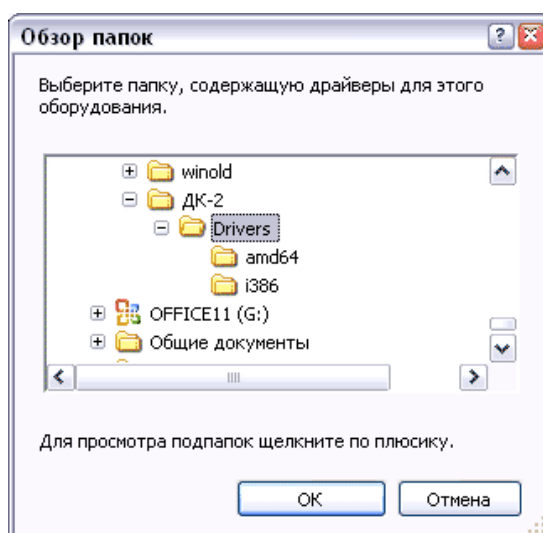 Обзор папок
Выберите папку, содержащую драйверы для этого
оборудования.
winold
ДК-2
Drivers
amd64
i386
OFFICE11 (G:)
Общие документы
Для просмотра подпапок щелкните по плюсику.
ОК
Отмена